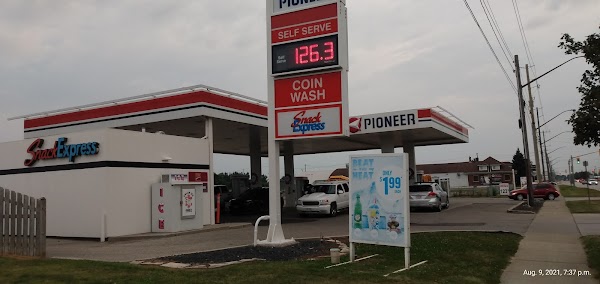 PIONEER
SELF SERVE
126.3
COIN
WASH
Snack Express
PIONEER
Snack Express
BEAT
THE HEAT
ONLY
$1.99
ICE
Aug. 9, 2021, 7:37 p.m.